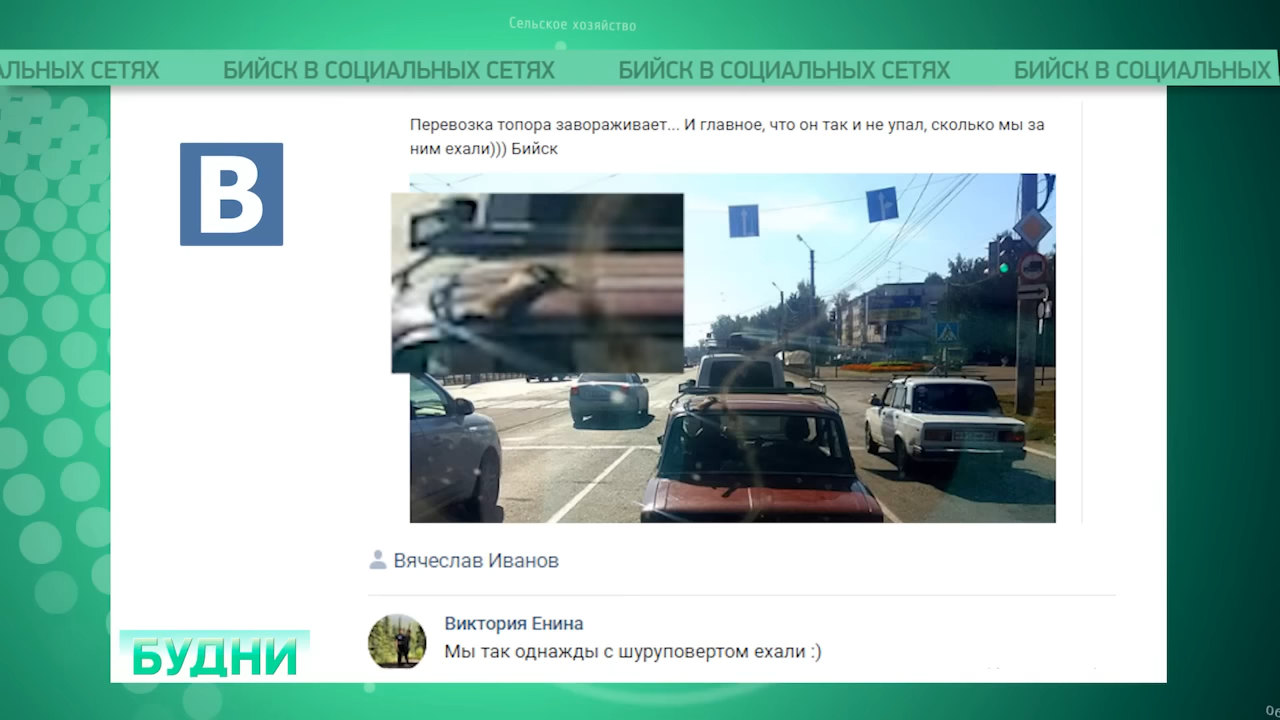 Сельское хозяйство
АЛЬНЫХ СЕТЯХ БИЙСК В СОЦИАЛЬНЫХ СЕТЯХ БИЙСК В СОЦИАЛЬНЫХ СЕТЯХ БИЙСК В СОЦИАЛЬНЫХ
В
Перевозка топора завораживает... И главное, что он так и не упал, сколько мы за
ним ехали))) Бийск
Вячеслав Иванов
Виктория Енина
Мы так однажды с шуруповертом ехали :)
БУДНИ